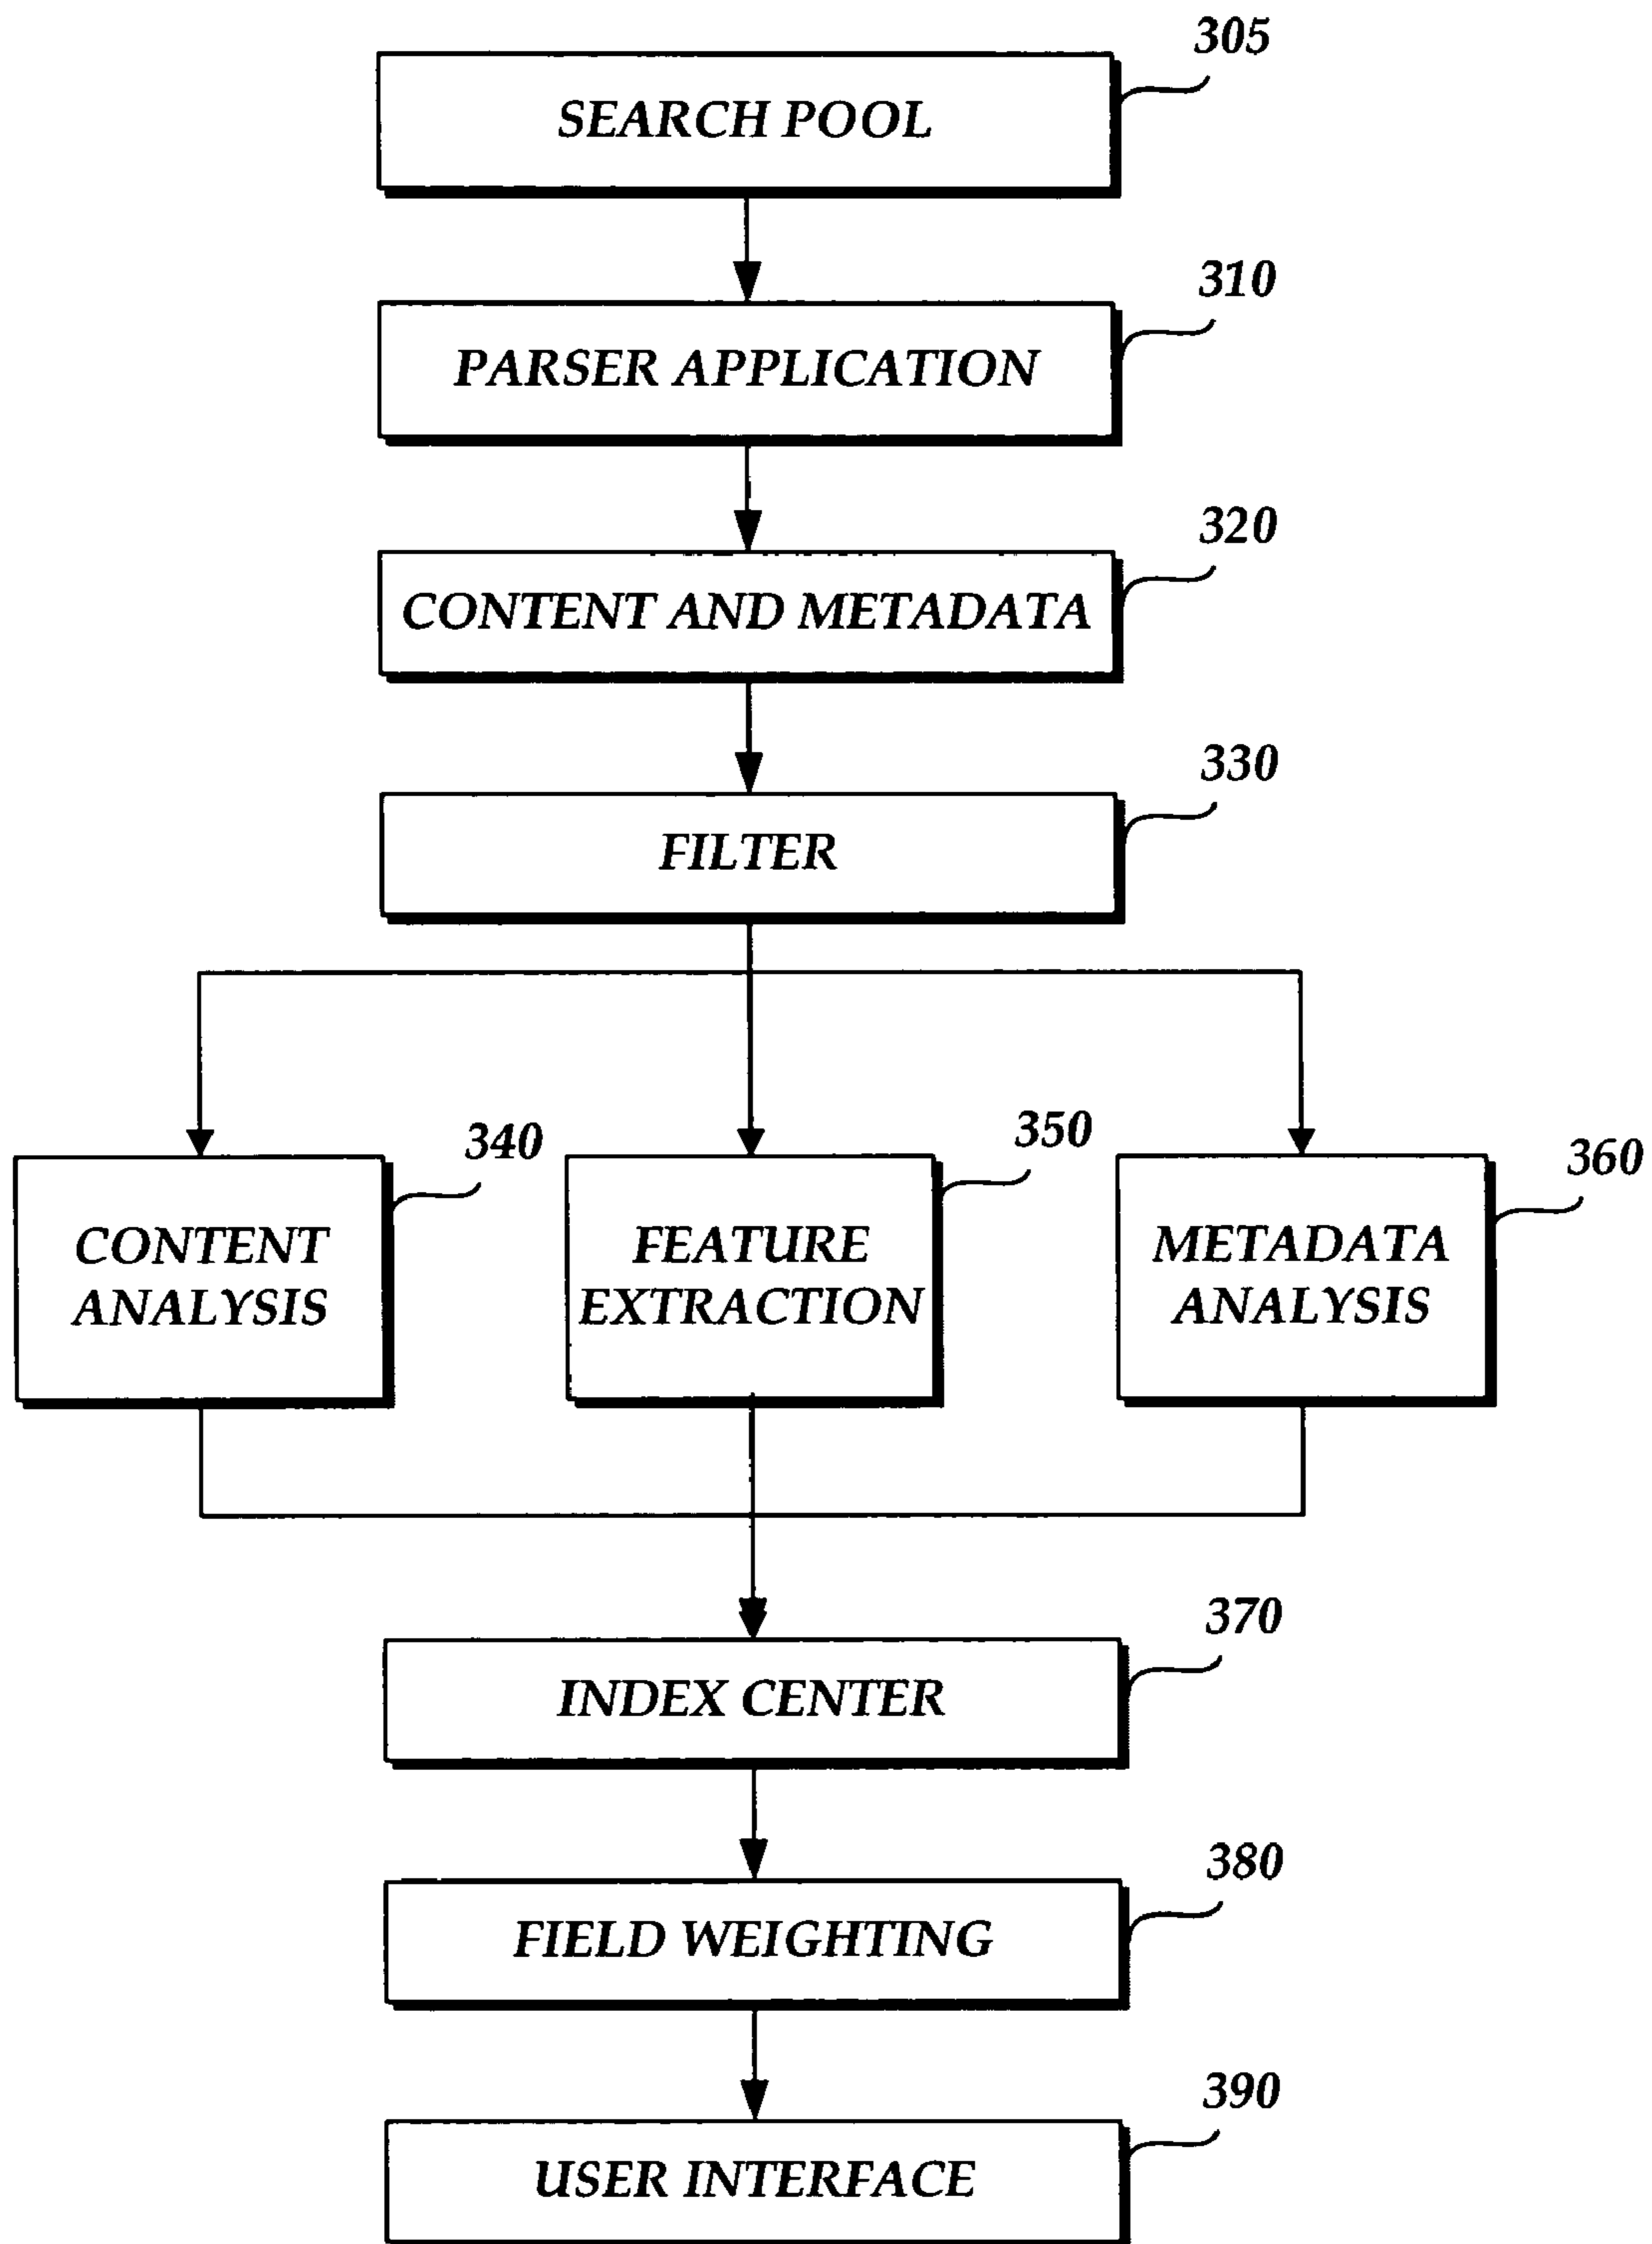 305
SEARCH POOL
310
PARSER APPLICATION
320
CONTENT AND METADATA
330
FILTER
340
350
360
CONTENT
ANALYSIS
FEATURE
EXTRACTION
METADATA
ANALYSIS
370
INDEX CENTER
380
FIELD WEIGHTING
390
USER INTERFACE